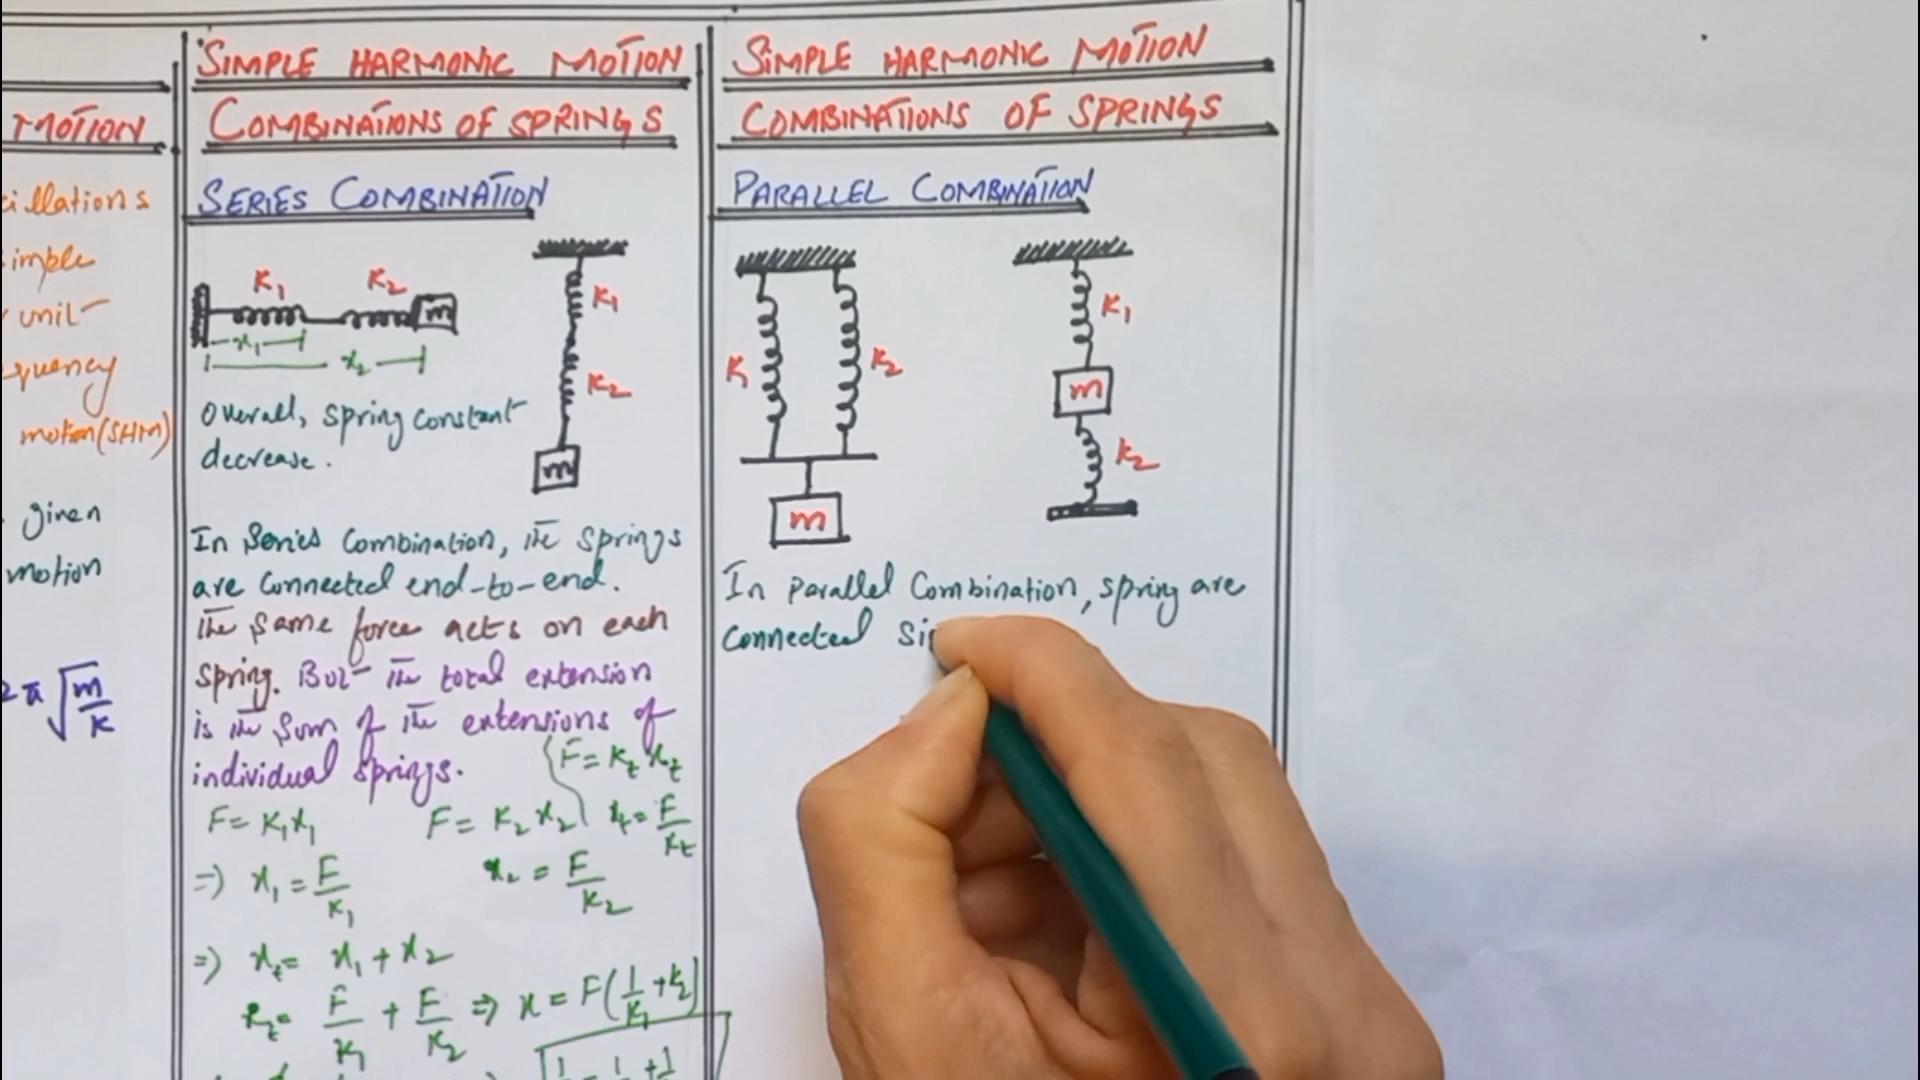 MOTION
cillations
imple
unit
quency
motion (SHM)
given
motion
2π√m/k
SIMPLE HARMONIC MOTION
COMBINATIONS OF SPRINGS
SERIES COMBINATION
K1 K2 m
x1
x2
K1
K2
m
Overall, spring constant
decrease.
In Series Combination, the springs
are connected end-to-end.
The same force acts on each
spring. But the total extension
is the sum of the extensions of
individual springs.
F = Kt xt
F = K1x1 F = K2 x2 xt = F/Kt
=> x1 = F/K1 x2 = F/K2
=> xt = x1 + x2
F/K1 + F/K2 => x = F(1/K1 + K2)
SIMPLE HARMONIC MOTION
COMBINATIONS OF SPRINGS
PARALLEL COMBINATION
K1
K2
m
K1
m
K2
In parallel Combination, spring are
connected si